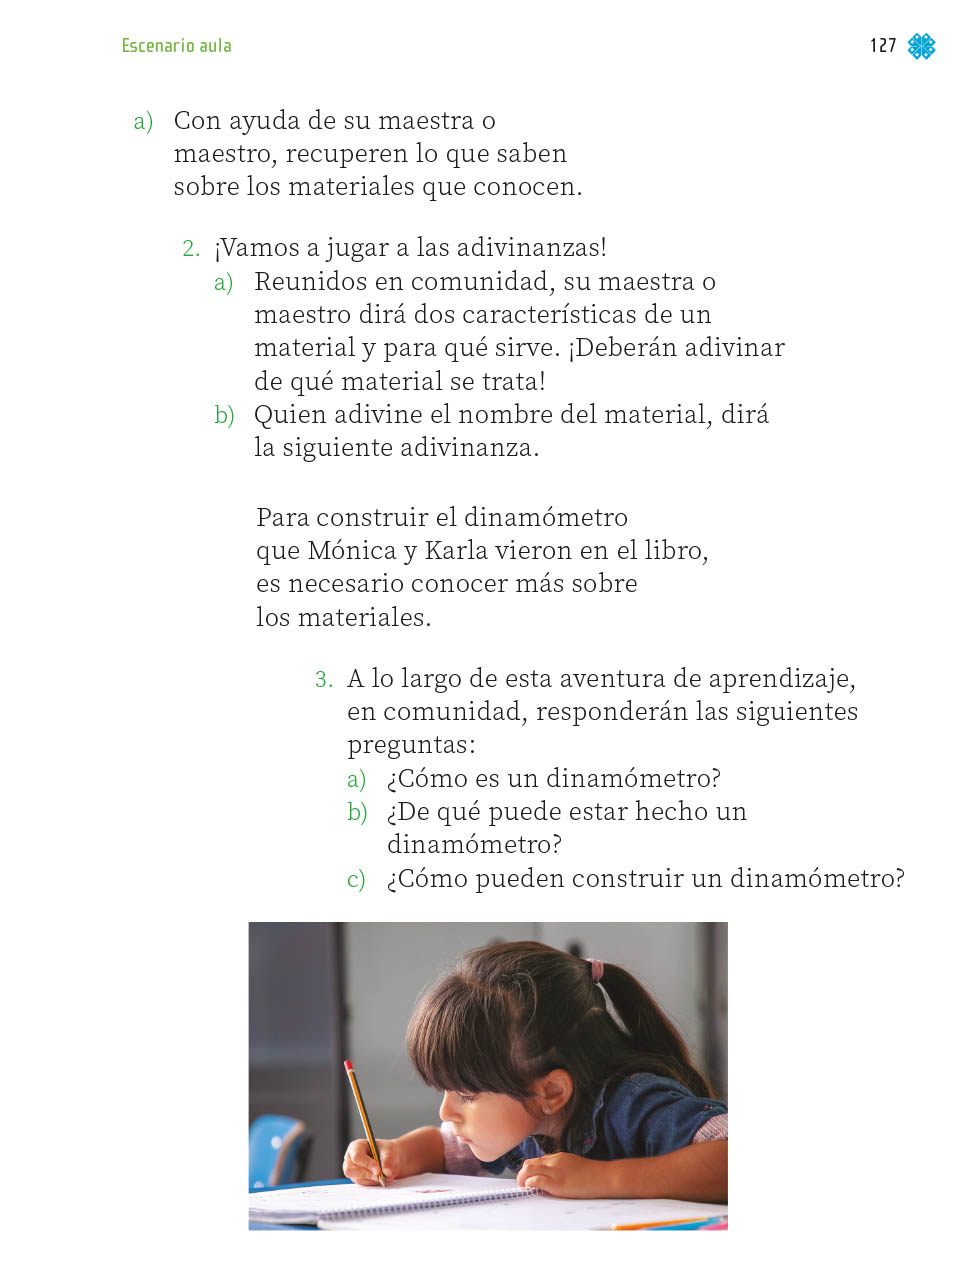 Escenario aula
127
a) Con ayuda de su maestra o
maestro, recuperen lo que saben
sobre los materiales que conocen.
2. ¡Vamos a jugar a las adivinanzas!
a) Reunidos en comunidad, su maestra o
maestro dirá dos características de un
material y para qué sirve. ¡Deberán adivinar
de qué material se trata!
b) Quien adivine el nombre del material, dirá
la siguiente adivinanza.
Para construir el dinamómetro
que Mónica y Karla vieron en el libro,
es necesario conocer más sobre
los materiales.
3. A lo largo de esta aventura de aprendizaje,
en comunidad, responderán las siguientes
preguntas:
a) ¿Cómo es un dinamómetro?
b) ¿De qué puede estar hecho un
dinamómetro?
c) ¿Cómo pueden construir un dinamómetro?